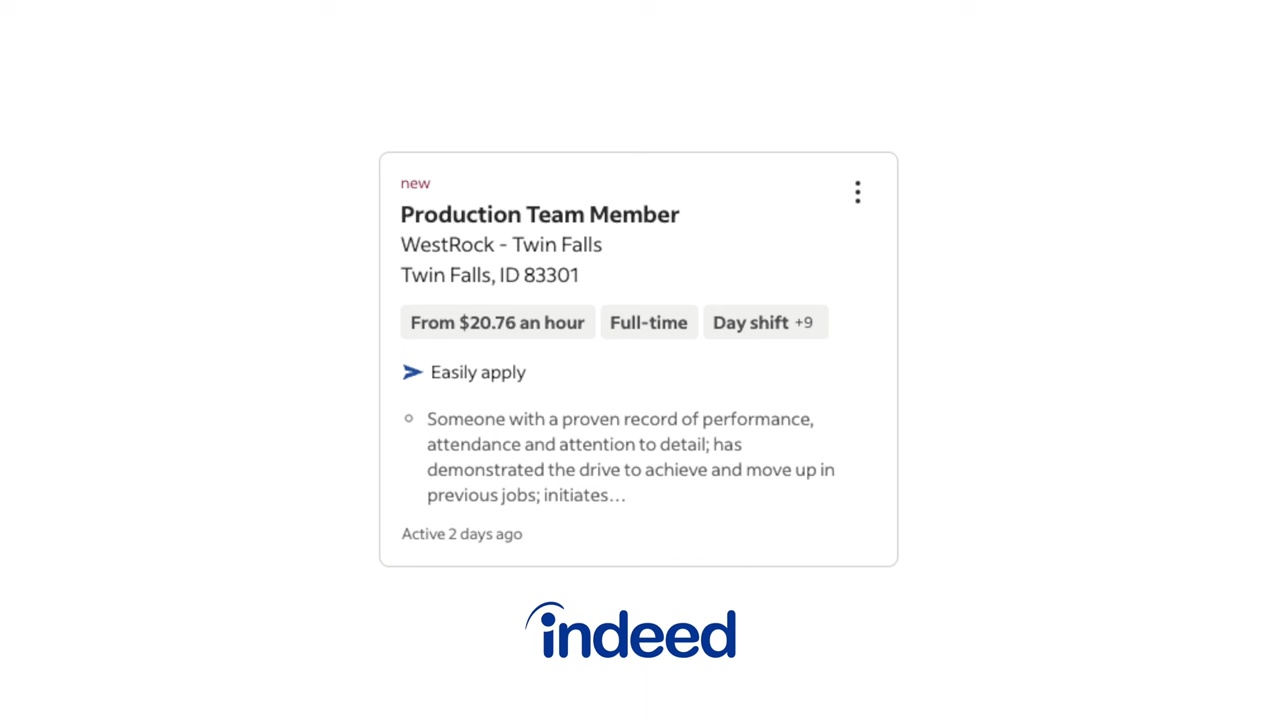 new
Production Team Member
WestRock - Twin Falls
Twin Falls, ID 83301
From $20.76 an hour Full-time Day shift +9
Easily apply
Someone with a proven record of performance,
attendance and attention to detail; has
demonstrated the drive to achieve and move up in
previous jobs; initiates…
Active 2 days ago
indeed